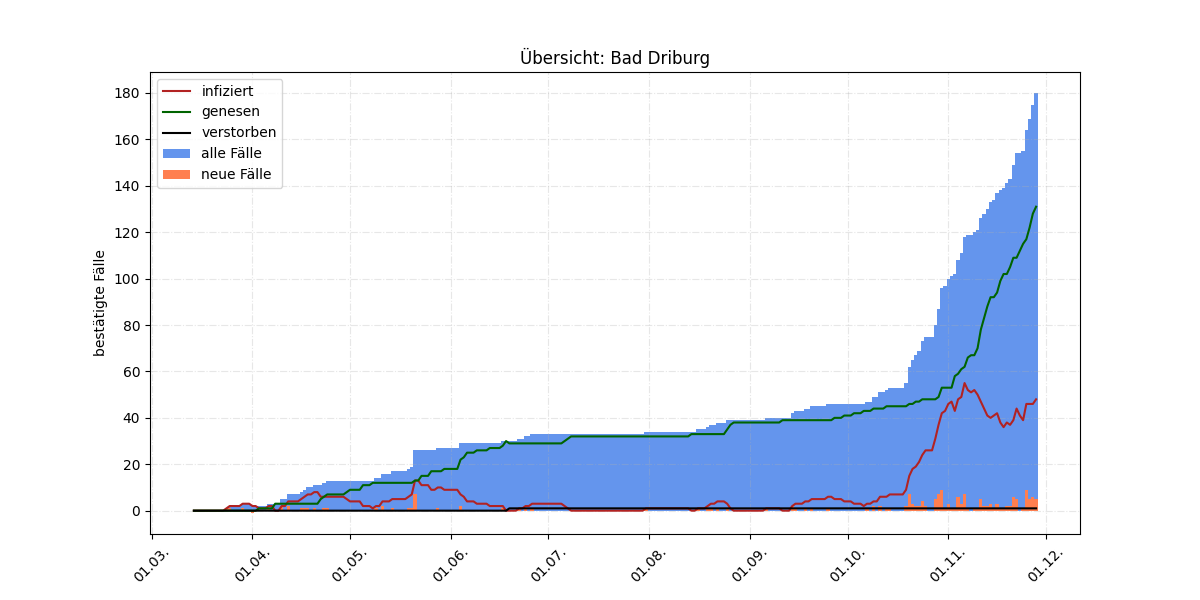 Übersicht: Bad Driburg
infiziert
genesen
verstorben
alle Fälle
neue Fälle
bestätigte Fälle
180
160
140
120
100
80
60
40
20
0
01.03.
01.04.
01.05.
01.06.
01.07.
01.08.
01.09.
01.10.
01.11.
01.12.